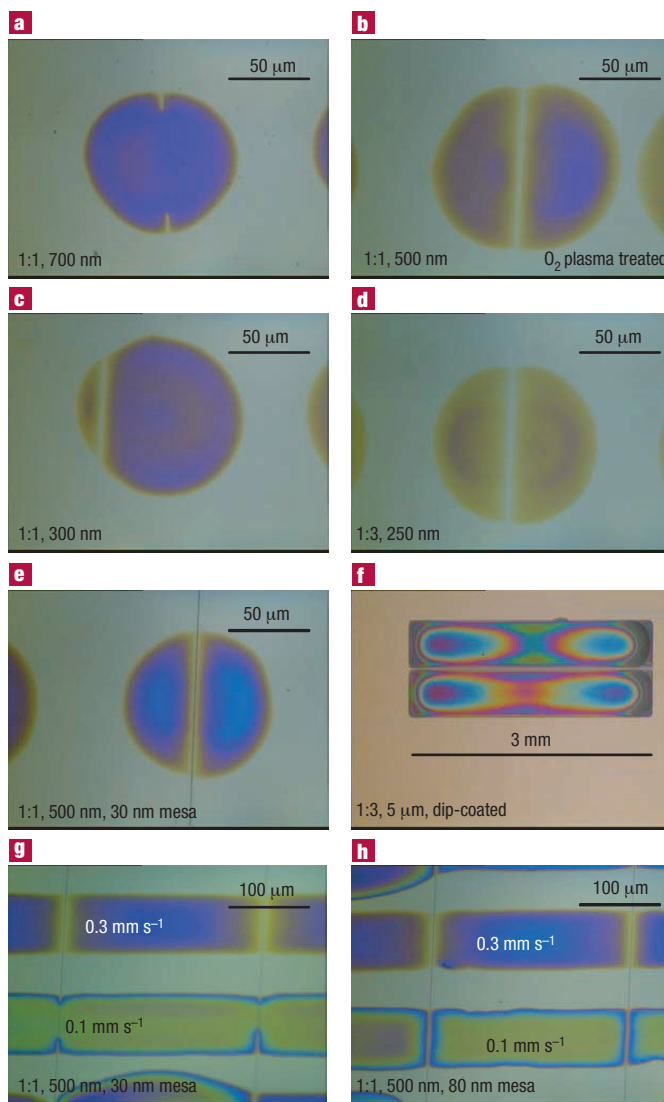 a
50 μm
1:1, 700 nm
b
50 μm
1:1, 500 nm
O₂ plasma treated
c
50 μm
1:1, 300 nm
d
50 μm
1:3, 250 nm
e
50 μm
1:1, 500 nm, 30 nm mesa
f
3 mm
1:3, 5 μm, dip-coated
g
100 μm
0.3 mm s⁻¹
0.1 mm s⁻¹
1:1, 500 nm, 30 nm mesa
h
100 μm
0.3 mm s⁻¹
0.1 mm s⁻¹
1:1, 500 nm, 80 nm mesa